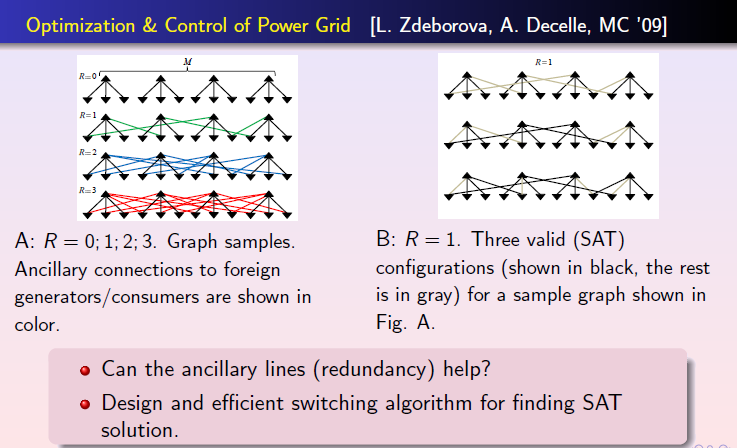 Optimization & Control of Power Grid [L. Zdeborova, A. Decelle, MC '09]
M
R=0
R=1
R=2
R=3
R=1
A: R = 0; 1; 2; 3. Graph samples.
Ancillary connections to foreign
generators/consumers are shown in
color.
B: R = 1. Three valid (SAT)
configurations (shown in black, the rest
is in gray) for a sample graph shown in
Fig. A.
Can the ancillary lines (redundancy) help?
Design and efficient switching algorithm for finding SAT
solution.